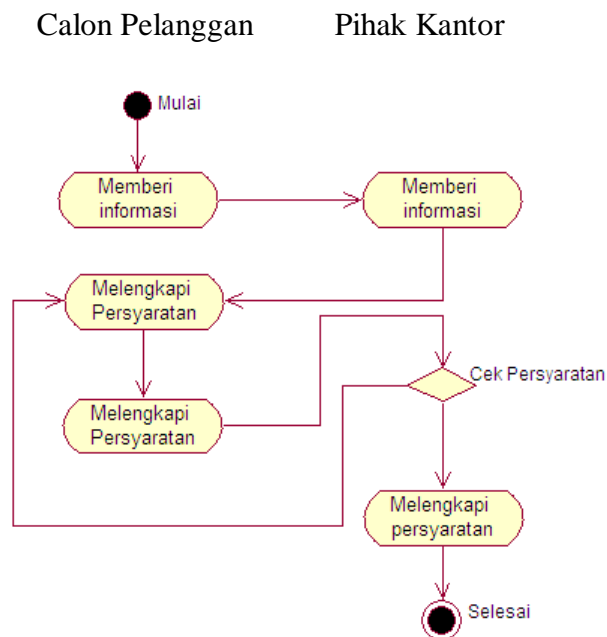 Calon Pelanggan Pihak Kantor
Mulai
Memberi
informasi
Memberi
informasi
Melengkapi
Persyaratan
Melengkapi
Persyaratan
Cek Persyaratan
Melengkapi
persyaratan
Selesai